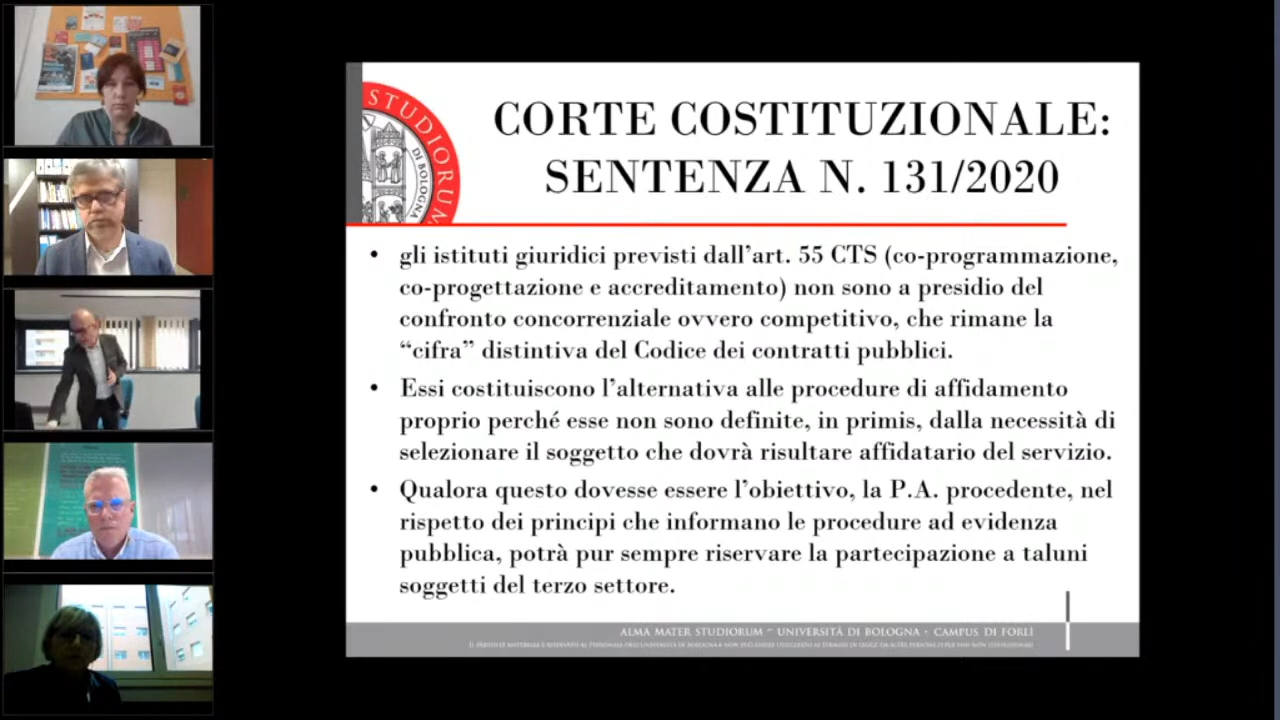 STUDIORUM
DI BOLOGNA
CORTE COSTITUZIONALE:
SENTENZA N. 131/2020
• gli istituti giuridici previsti dall’art. 55 CTS (co-programmazione,
co-progettazione e accreditamento) non sono a presidio del
confronto concorrenziale ovvero competitivo, che rimane la
“cifra” distintiva del Codice dei contratti pubblici.
• Essi costituiscono l’alternativa alle procedure di affidamento
proprio perché esse non sono definite, in primis, dalla necessità di
selezionare il soggetto che dovrà risultare affidatario del servizio.
• Qualora questo dovesse essere l’obiettivo, la P.A. procedente, nel
rispetto dei principi che informano le procedure ad evidenza
pubblica, potrà pur sempre riservare la partecipazione a taluni
soggetti del terzo settore.
ALMA MATER STUDIORUM – UNIVERSITÀ DI BOLOGNA - CAMPUS DI FORLÌ